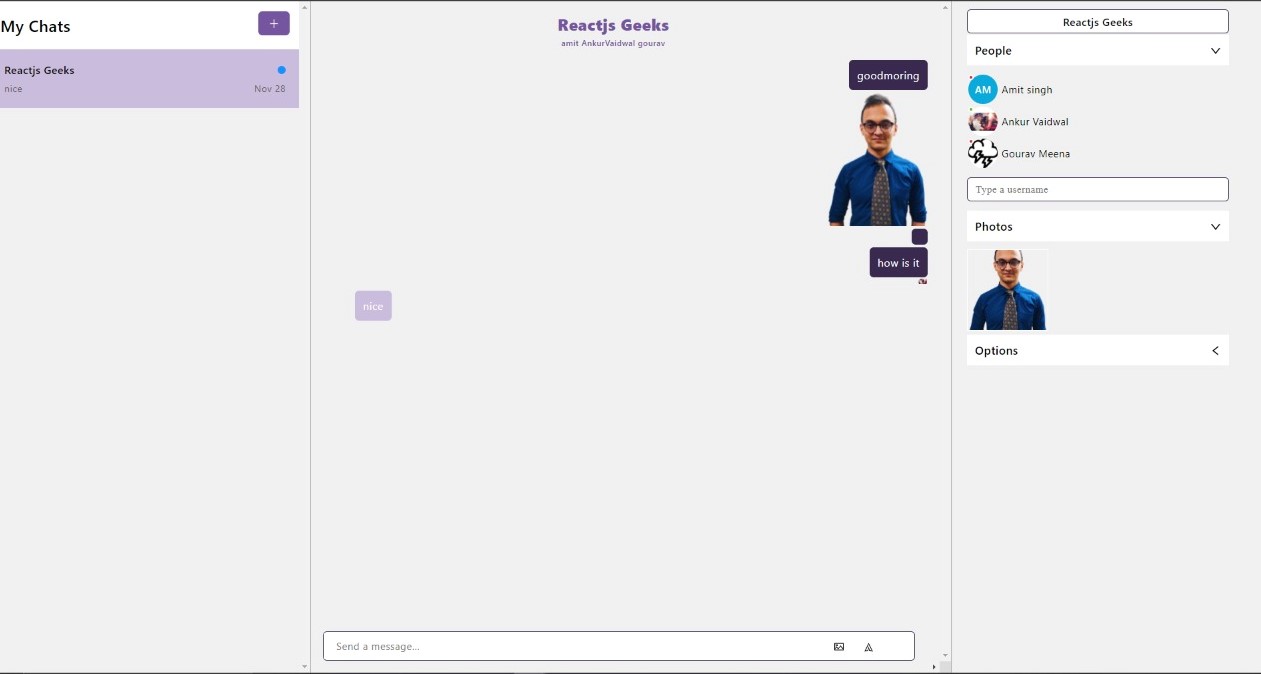 My Chats
+
Reactjs Geeks
nice
Nov 28
Reactjs Geeks
amit AnkurVaidwal gourav
goodmoring
how is it
nice
Send a message...
Reactjs Geeks
People
AM Amit singh
Ankur Vaidwal
Gourav Meena
Type a username
Photos
Options